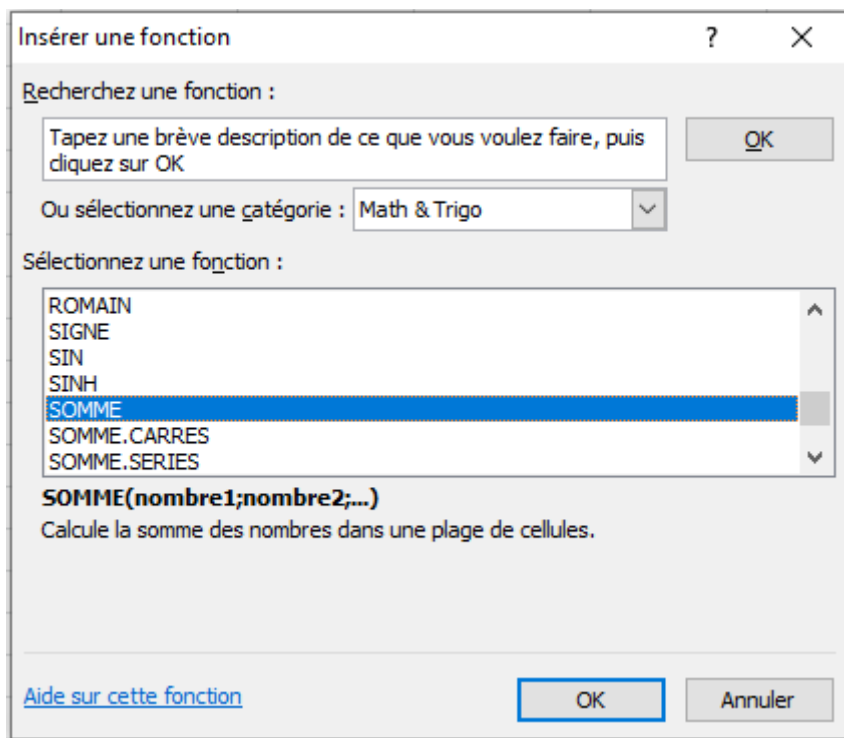 Insérer une fonction ?
Recherchez une fonction :
Tapez une brève description de ce que vous voulez faire, puis
cliquez sur OK
OK
Ou sélectionnez une catégorie : Math & Trigo
Sélectionnez une fonction :
ROMAIN
SIGNE
SIN
SINH
SOMME
SOMME.CARRES
SOMME.SERIES
SOMME(nombre1;nombre2;...)
Calcule la somme des nombres dans une plage de cellules.
Aide sur cette fonction OK Annuler